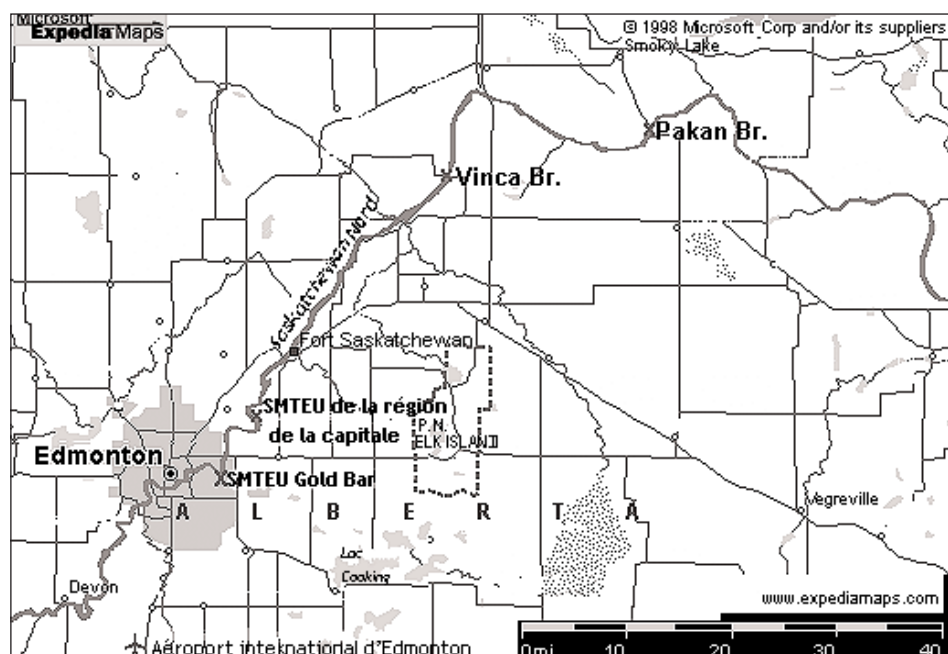 Microsoft
Expedia Maps
© 1998 Microsoft Corp and/or its suppliers
Smoky Lake
Pakan Br.
Vinca Br.
Saskatchewan Nord
Fort Saskatchewan
SMTEU de la région
de la capitale
P.N.
ELK ISLAND
Edmonton
SMTEU Gold Bar
Vegreville
A L B E R T A
Lac
Cooking
Devon
www.expediamaps.com
Aéroport international d'Edmonton
0mi 10 20 30 40